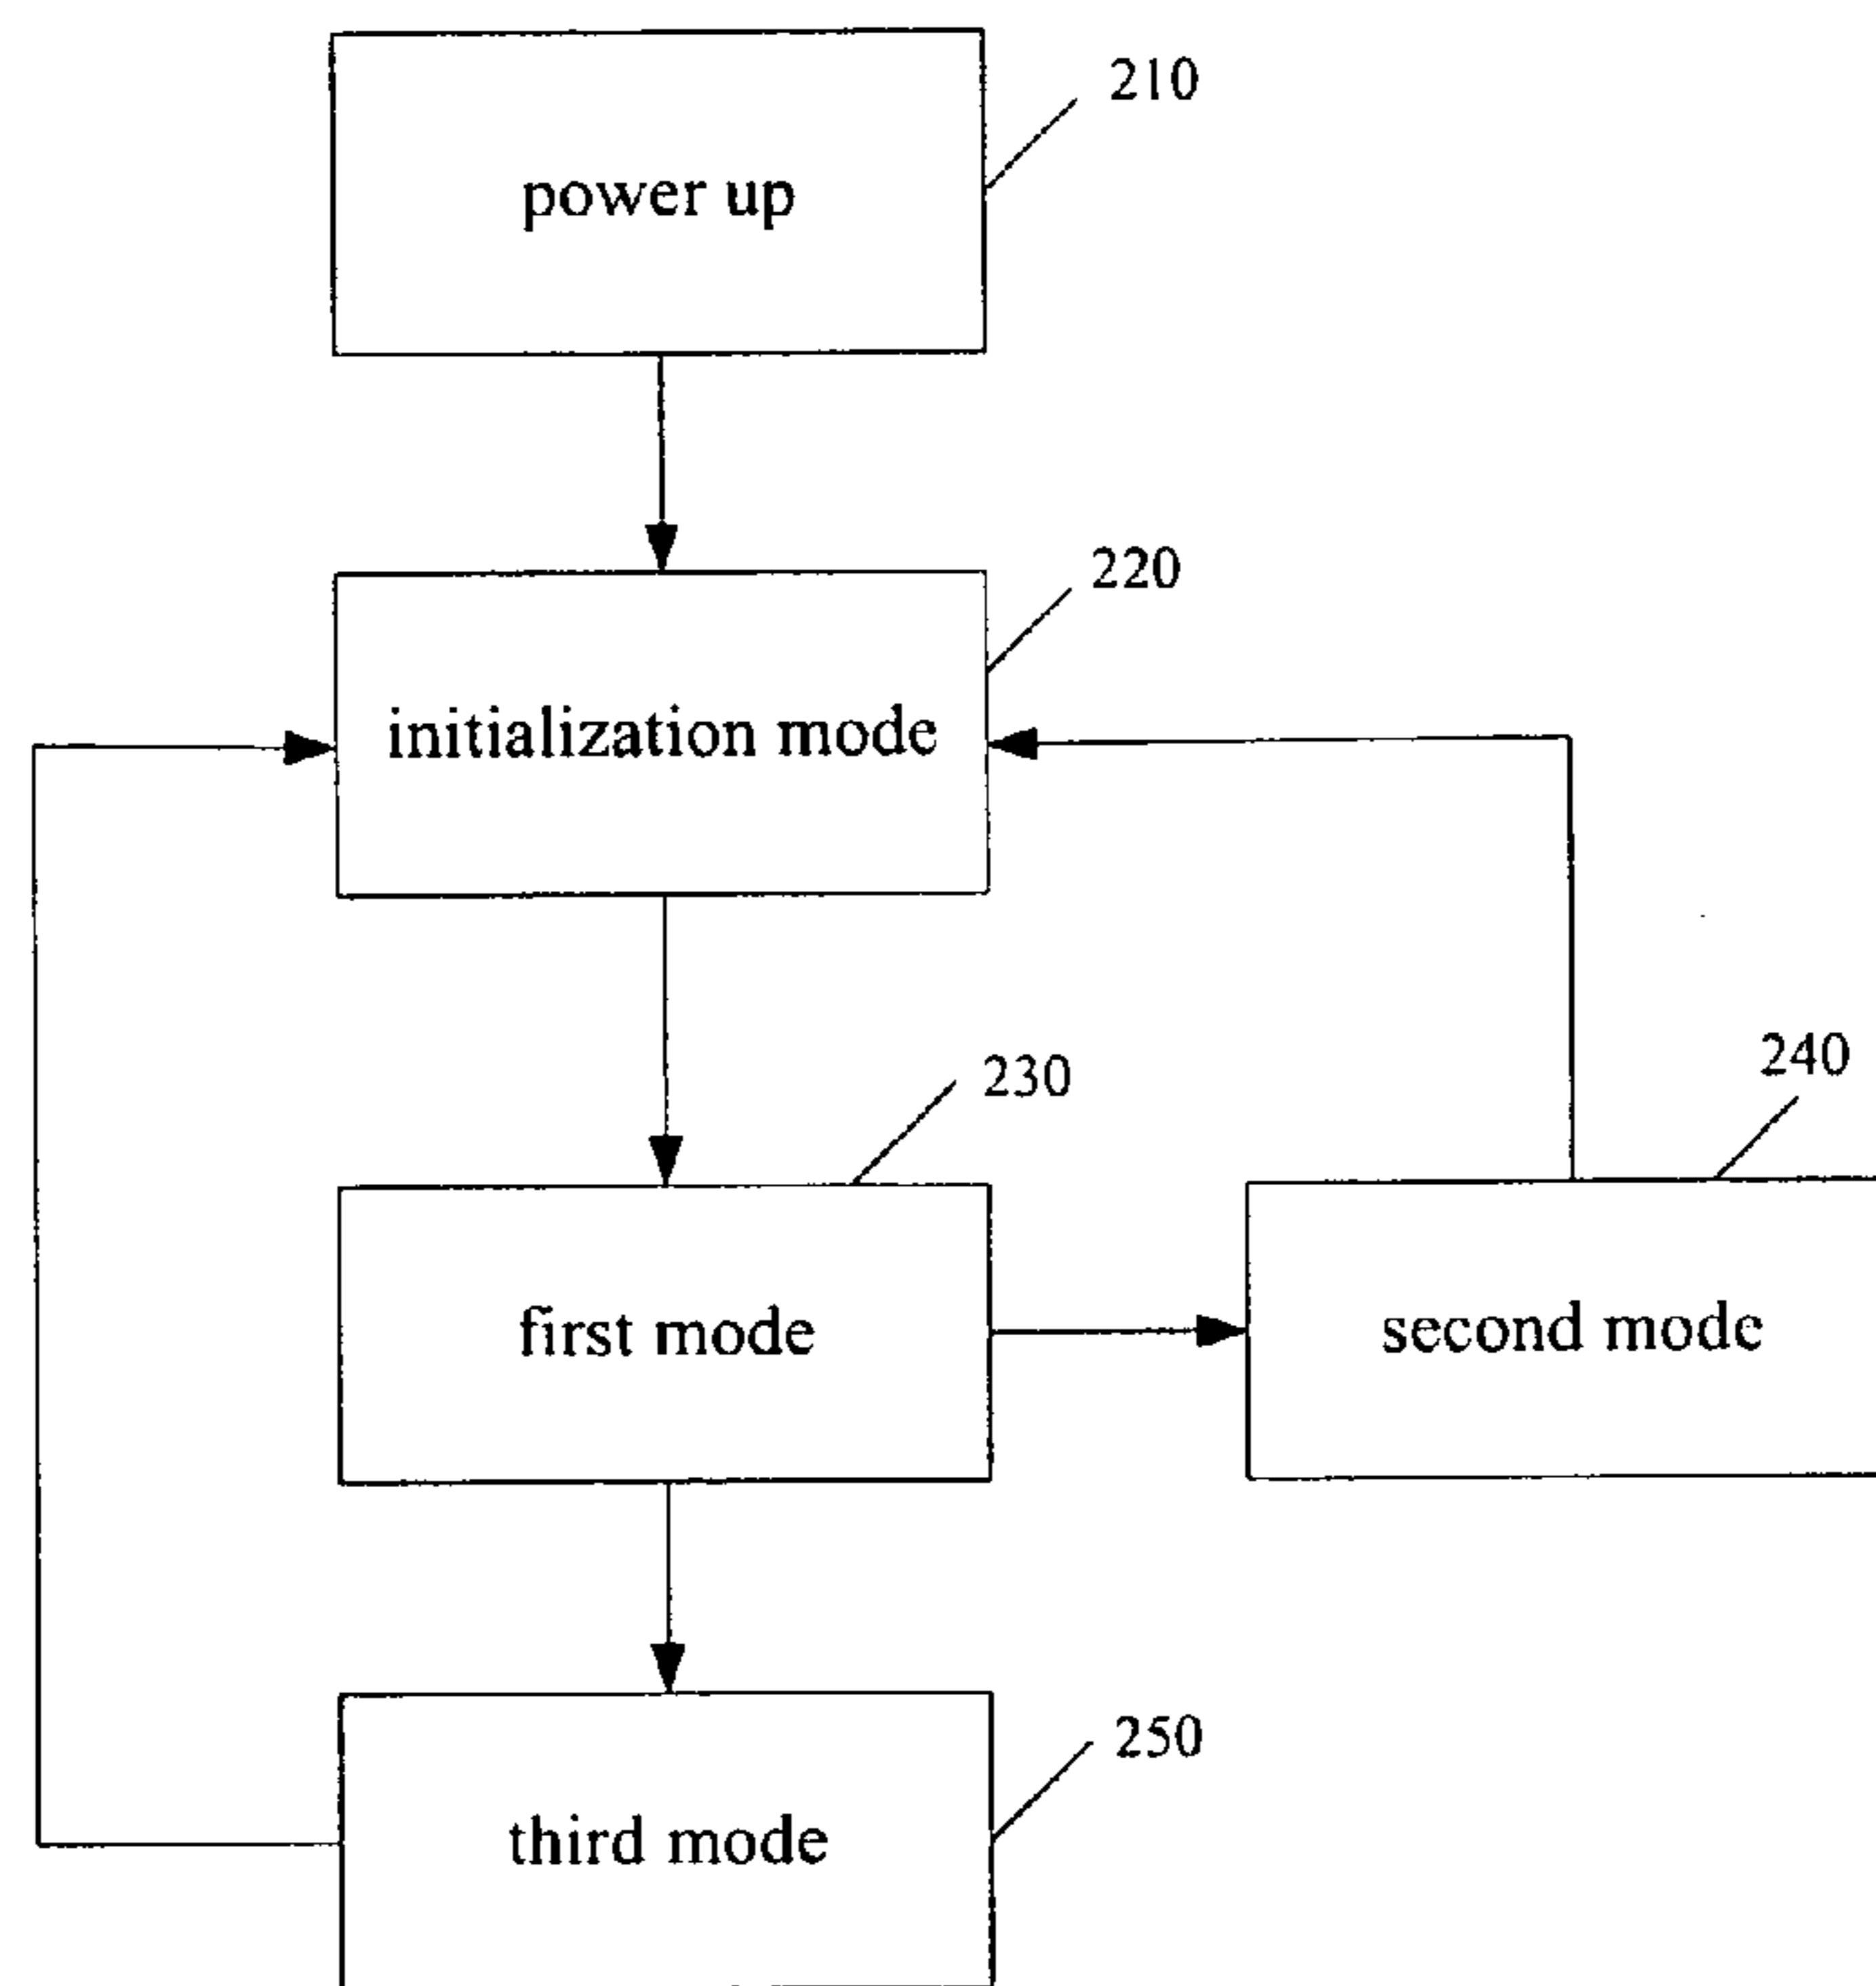 210
power up
220
initialization mode
230
240
first mode
second mode
250
third mode